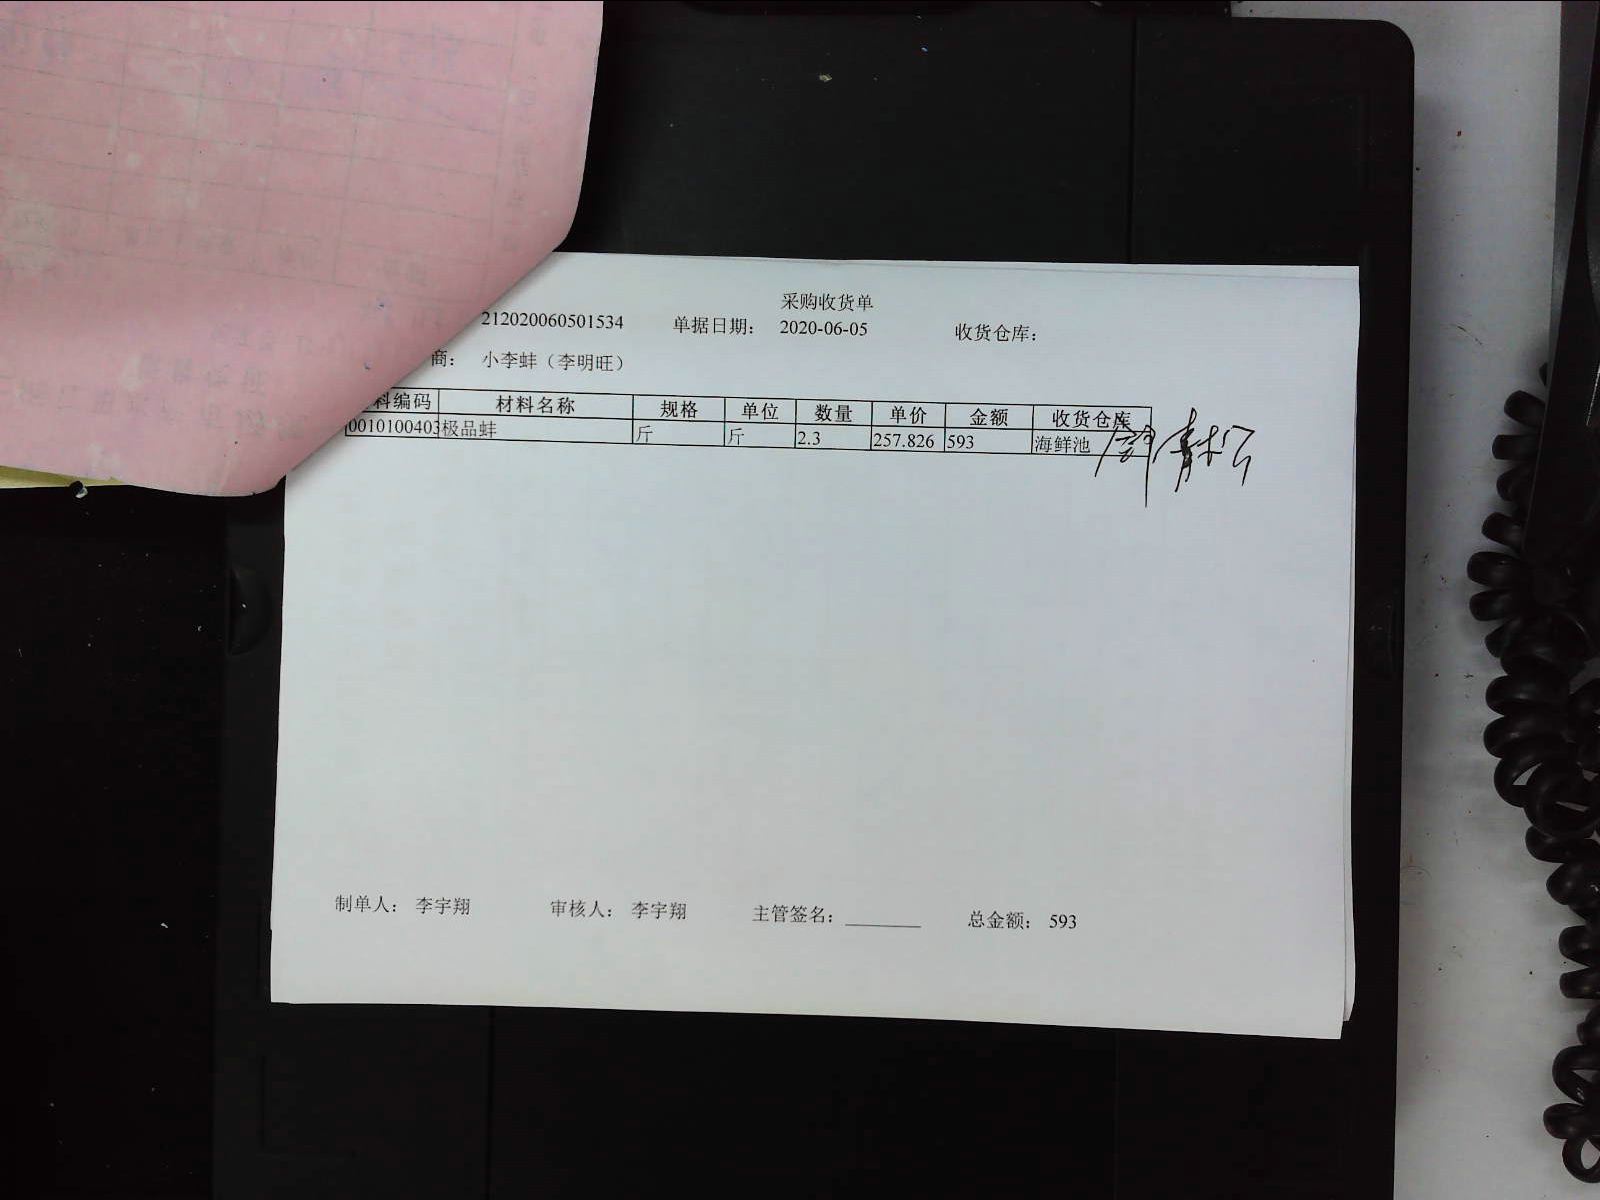 采购收货单
212020060501534 单据日期： 2020-06-05 收货仓库：
商： 小李蚌（李明旺）
料编码 材料名称 规格 单位 数量 单价 金额 收货仓库
0010100403 极品蚌 斤 斤 2.3 257.826 593 海鲜池
制单人： 李宇翔 审核人： 李宇翔 主管签名： 总金额： 593